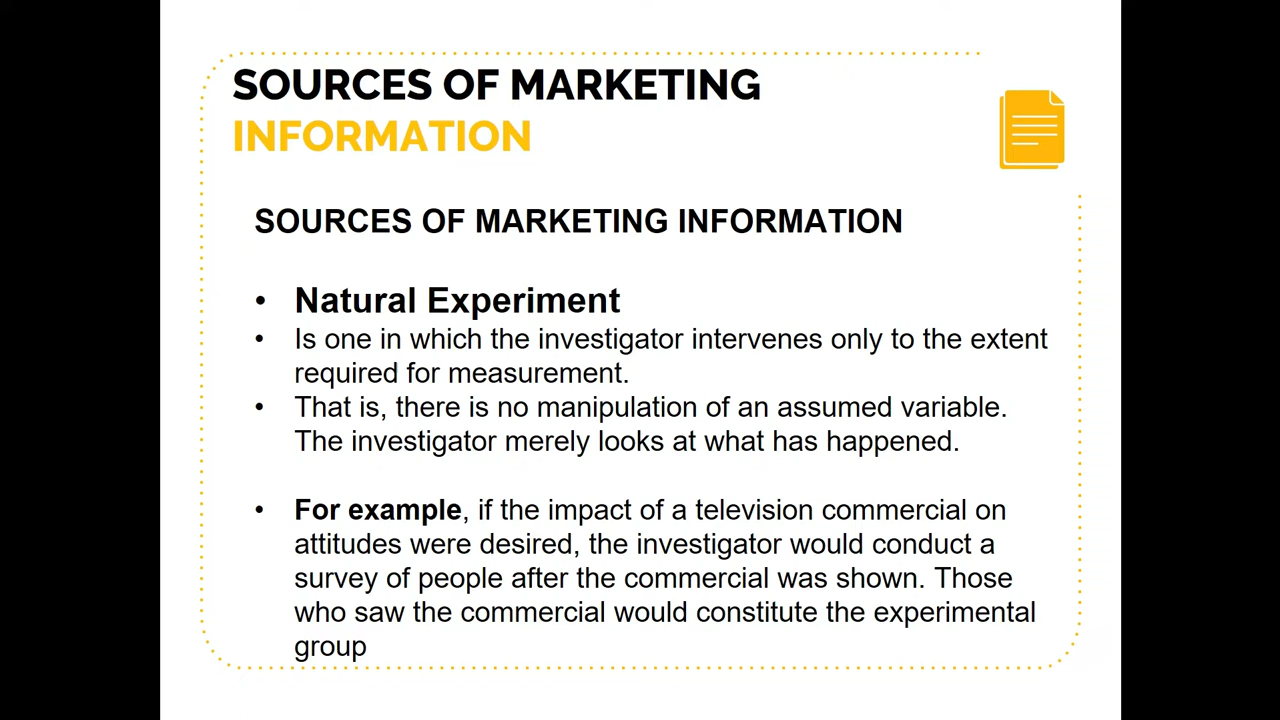 SOURCES OF MARKETING
INFORMATION
SOURCES OF MARKETING INFORMATION
• Natural Experiment
• Is one in which the investigator intervenes only to the extent
required for measurement.
• That is, there is no manipulation of an assumed variable.
The investigator merely looks at what has happened.
• For example, if the impact of a television commercial on
attitudes were desired, the investigator would conduct a
survey of people after the commercial was shown. Those
who saw the commercial would constitute the experimental
group